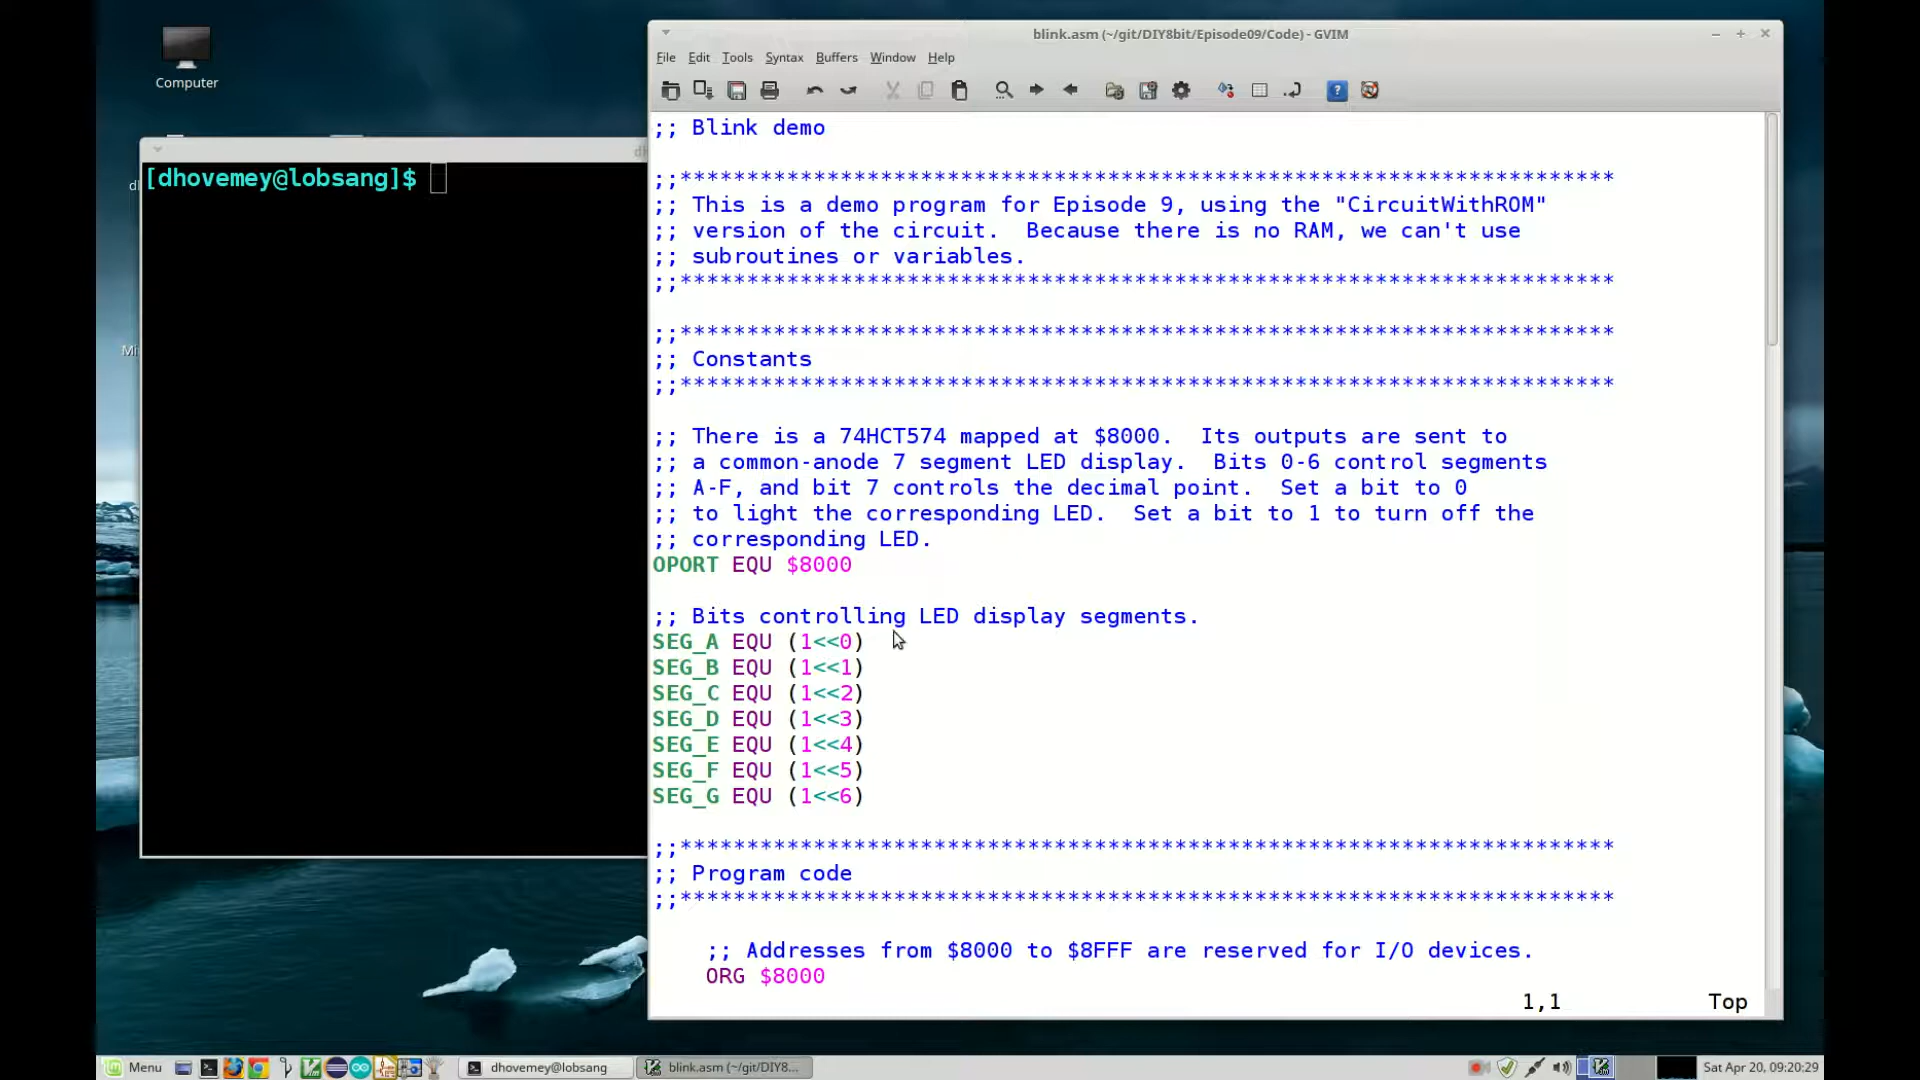 Computer
blink.asm (~/git/DIY8bit/Episode09/Code) - GVIM
File Edit Tools Syntax Buffers Window Help
[dhovemey@lobsang]$
;; Blink demo
;;**********************************************************************
;; This is a demo program for Episode 9, using the "CircuitWithROM"
;; version of the circuit.  Because there is no RAM, we can't use
;; subroutines or variables.
;;**********************************************************************
;;**********************************************************************
;; Constants
;;**********************************************************************
;; There is a 74HCT574 mapped at $8000.  Its outputs are sent to
;; a common-anode 7 segment LED display.  Bits 0-6 control segments
;; A-F, and bit 7 controls the decimal point.  Set a bit to 0
;; to light the corresponding LED.  Set a bit to 1 to turn off the
;; corresponding LED.
OPORT EQU $8000
;; Bits controlling LED display segments.
SEG_A EQU (1<<0)
SEG_B EQU (1<<1)
SEG_C EQU (1<<2)
SEG_D EQU (1<<3)
SEG_E EQU (1<<4)
SEG_F EQU (1<<5)
SEG_G EQU (1<<6)
;;**********************************************************************
;; Program code
;;**********************************************************************
;; Addresses from $8000 to $8FFF are reserved for I/O devices.
ORG $8000
1,1 Top
Menu
dhovemey@lobsang
blink.asm (~/git/DIY8...
Sat Apr 20, 09:20:29